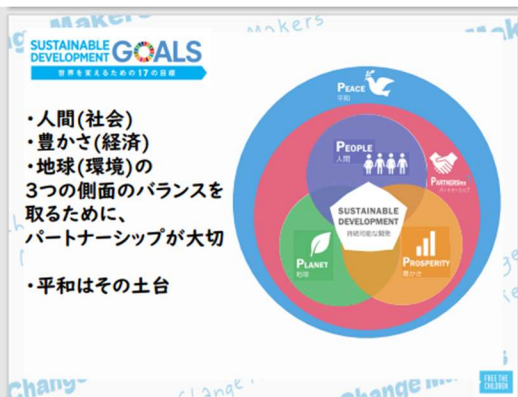 Makers
SUSTAINABLE
DEVELOPMENT GOALS
世界を変えるための17の目標
・人間(社会)
・豊かさ(経済)
・地球(環境)の
3つの側面のバランスを
取るために、
パートナーシップが大切
・平和はその土台
PEACE
平和
PEOPLE
人間
PARTNERSHIPS
パートナーシップ
SUSTAINABLE
DEVELOPMENT
持続可能な開発
PLANET
地球
PROSPERITY
豊かさ
Change
FREE THE
CHILDREN